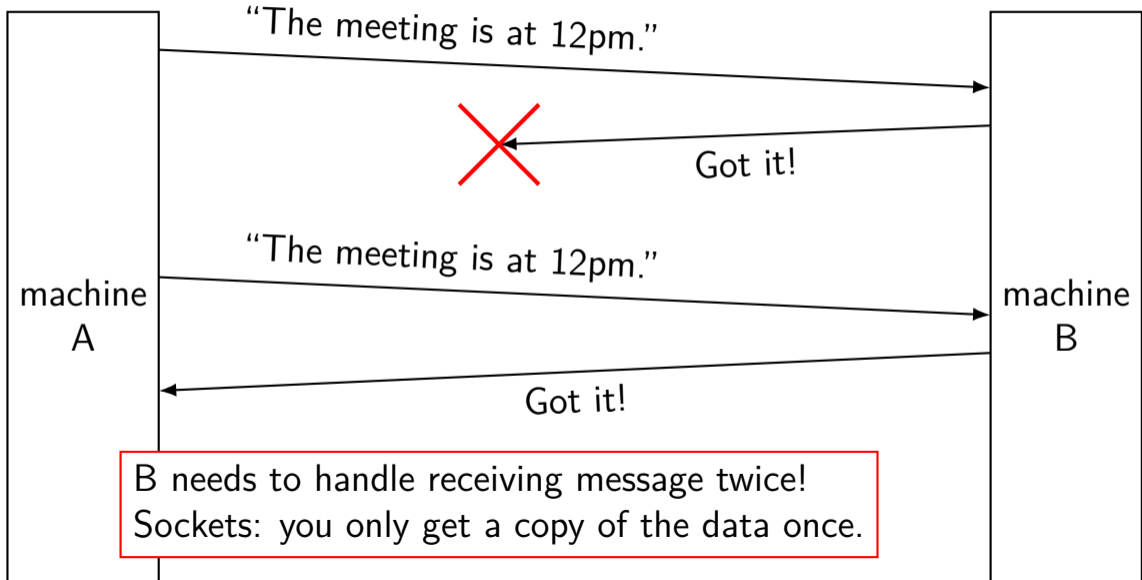 “The meeting is at 12pm.”
Got it!
“The meeting is at 12pm.”
machine
A
machine
B
Got it!
B needs to handle receiving message twice!
Sockets: you only get a copy of the data once.